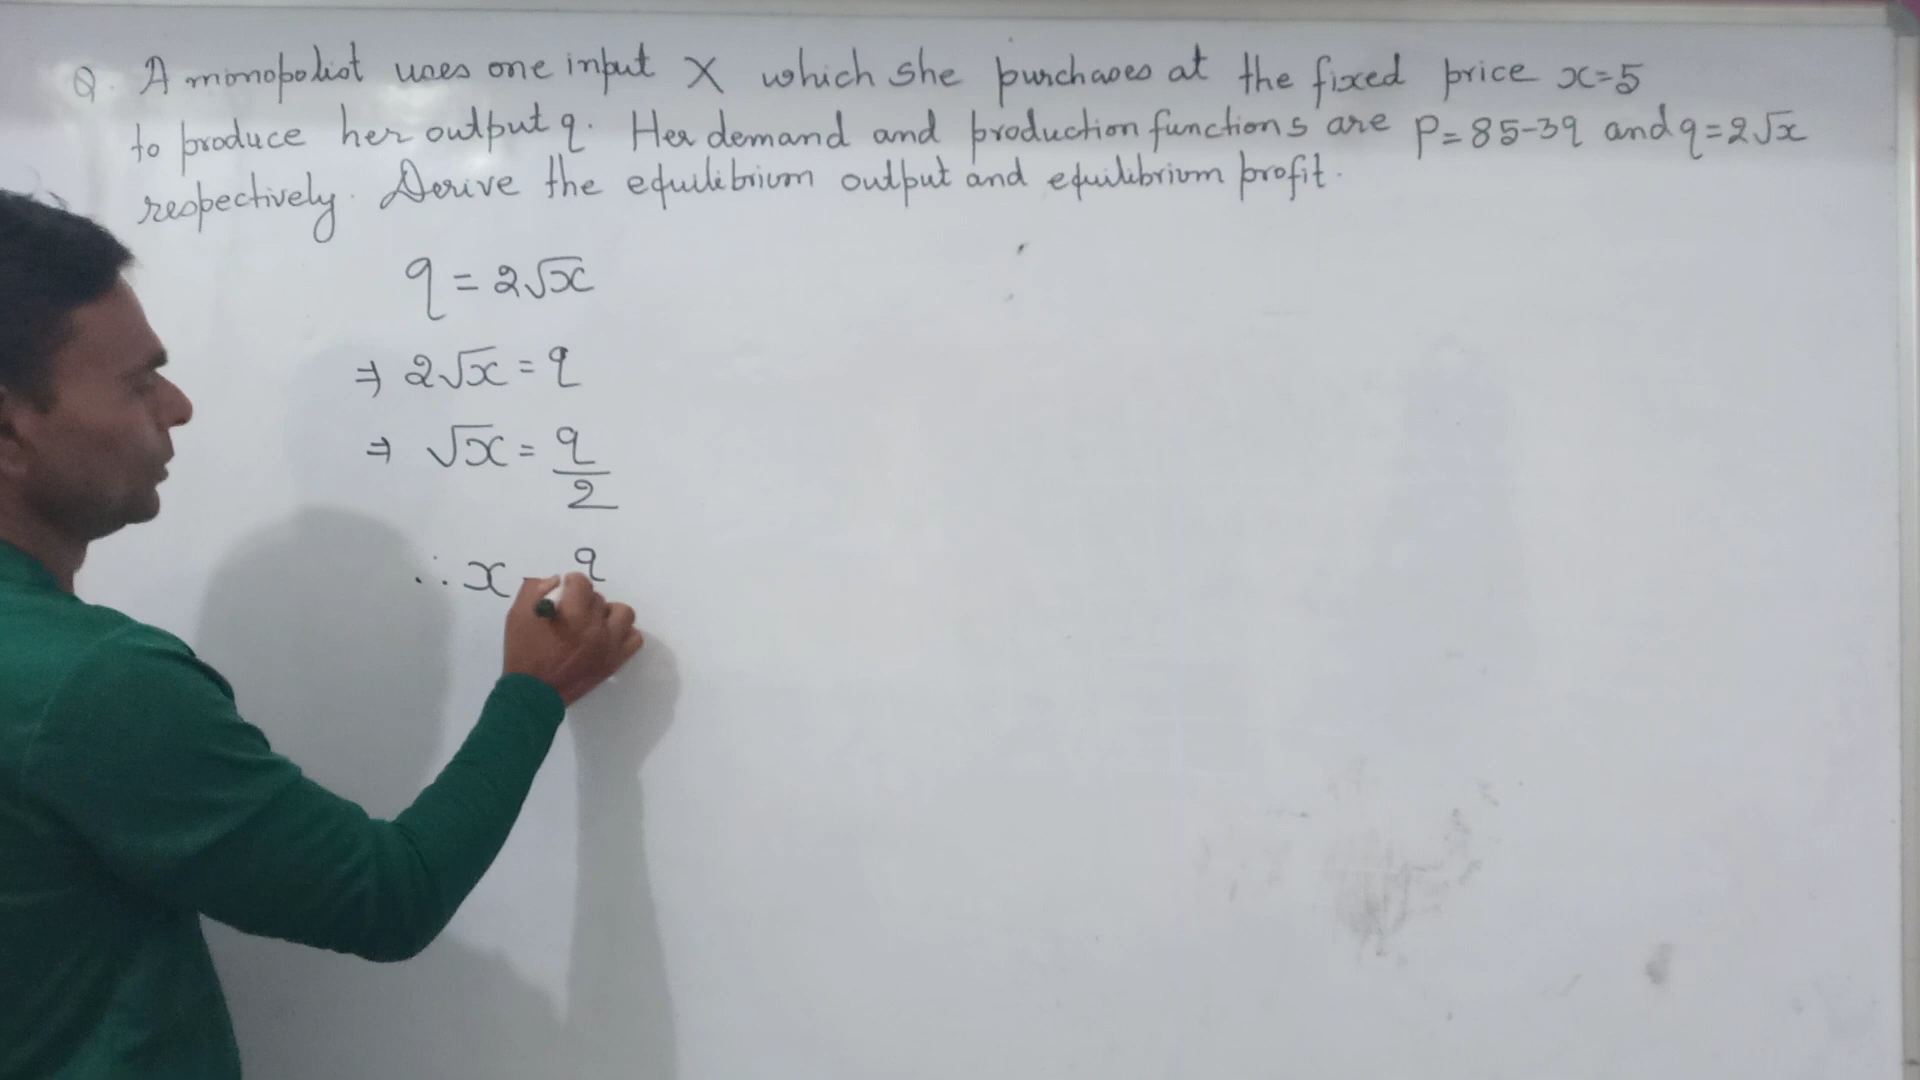 Q. A monopolist uses one input X which she purchases at the fixed price x=5
to produce her output q. Her demand and production functions are P=85-3q and q=2√x
respectively. Derive the equilibrium output and equilibrium profit.
q = 2√x
⇒ 2√x = q
⇒ √x = q/2
∴ x = q